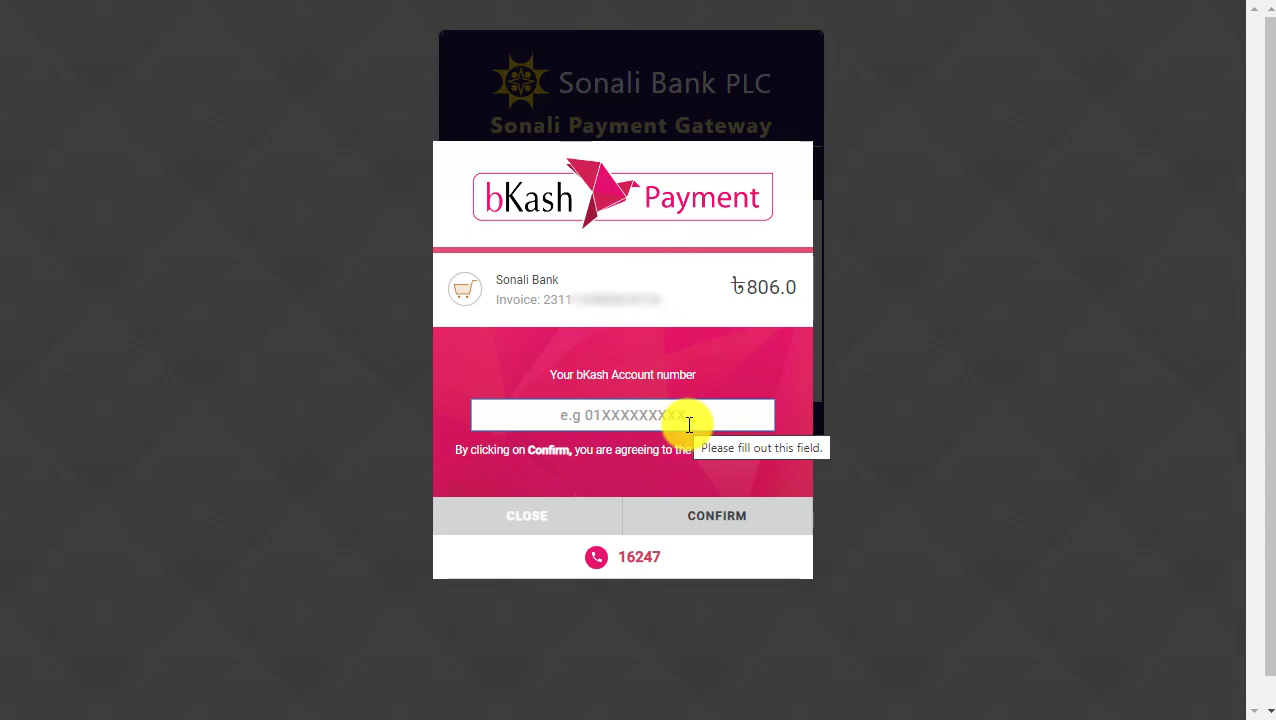 Sonali Bank PLC
Sonali Payment Gateway
bKash Payment
Sonali Bank
৳806.0
Invoice: 2311
Your bKash Account number
e.g 01XXXXXXXXX
By clicking on Confirm, you are agreeing to the
Please fill out this field.
CLOSE
CONFIRM
16247